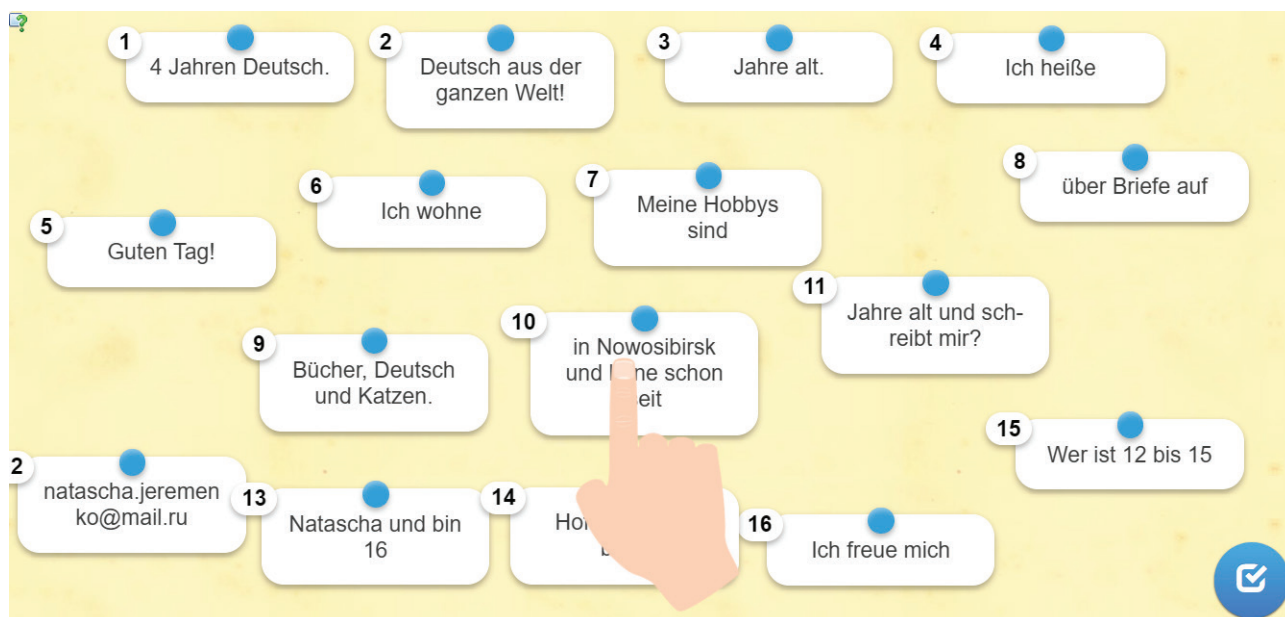 1
4 Jahren Deutsch.
2
Deutsch aus der
ganzen Welt!
3
Jahre alt.
4
Ich heiße
5
Guten Tag!
6
Ich wohne
7
Meine Hobbys
sind
8
über Briefe auf
9
Bücher, Deutsch
und Katzen.
10
in Nowosibirsk
und schon
11
Jahre alt und sch-
reibt mir?
2
natascha.jeremen
ko@mail.ru
13
Natascha und bin
16
14
15
Wer ist 12 bis 15
16
Ich freue mich